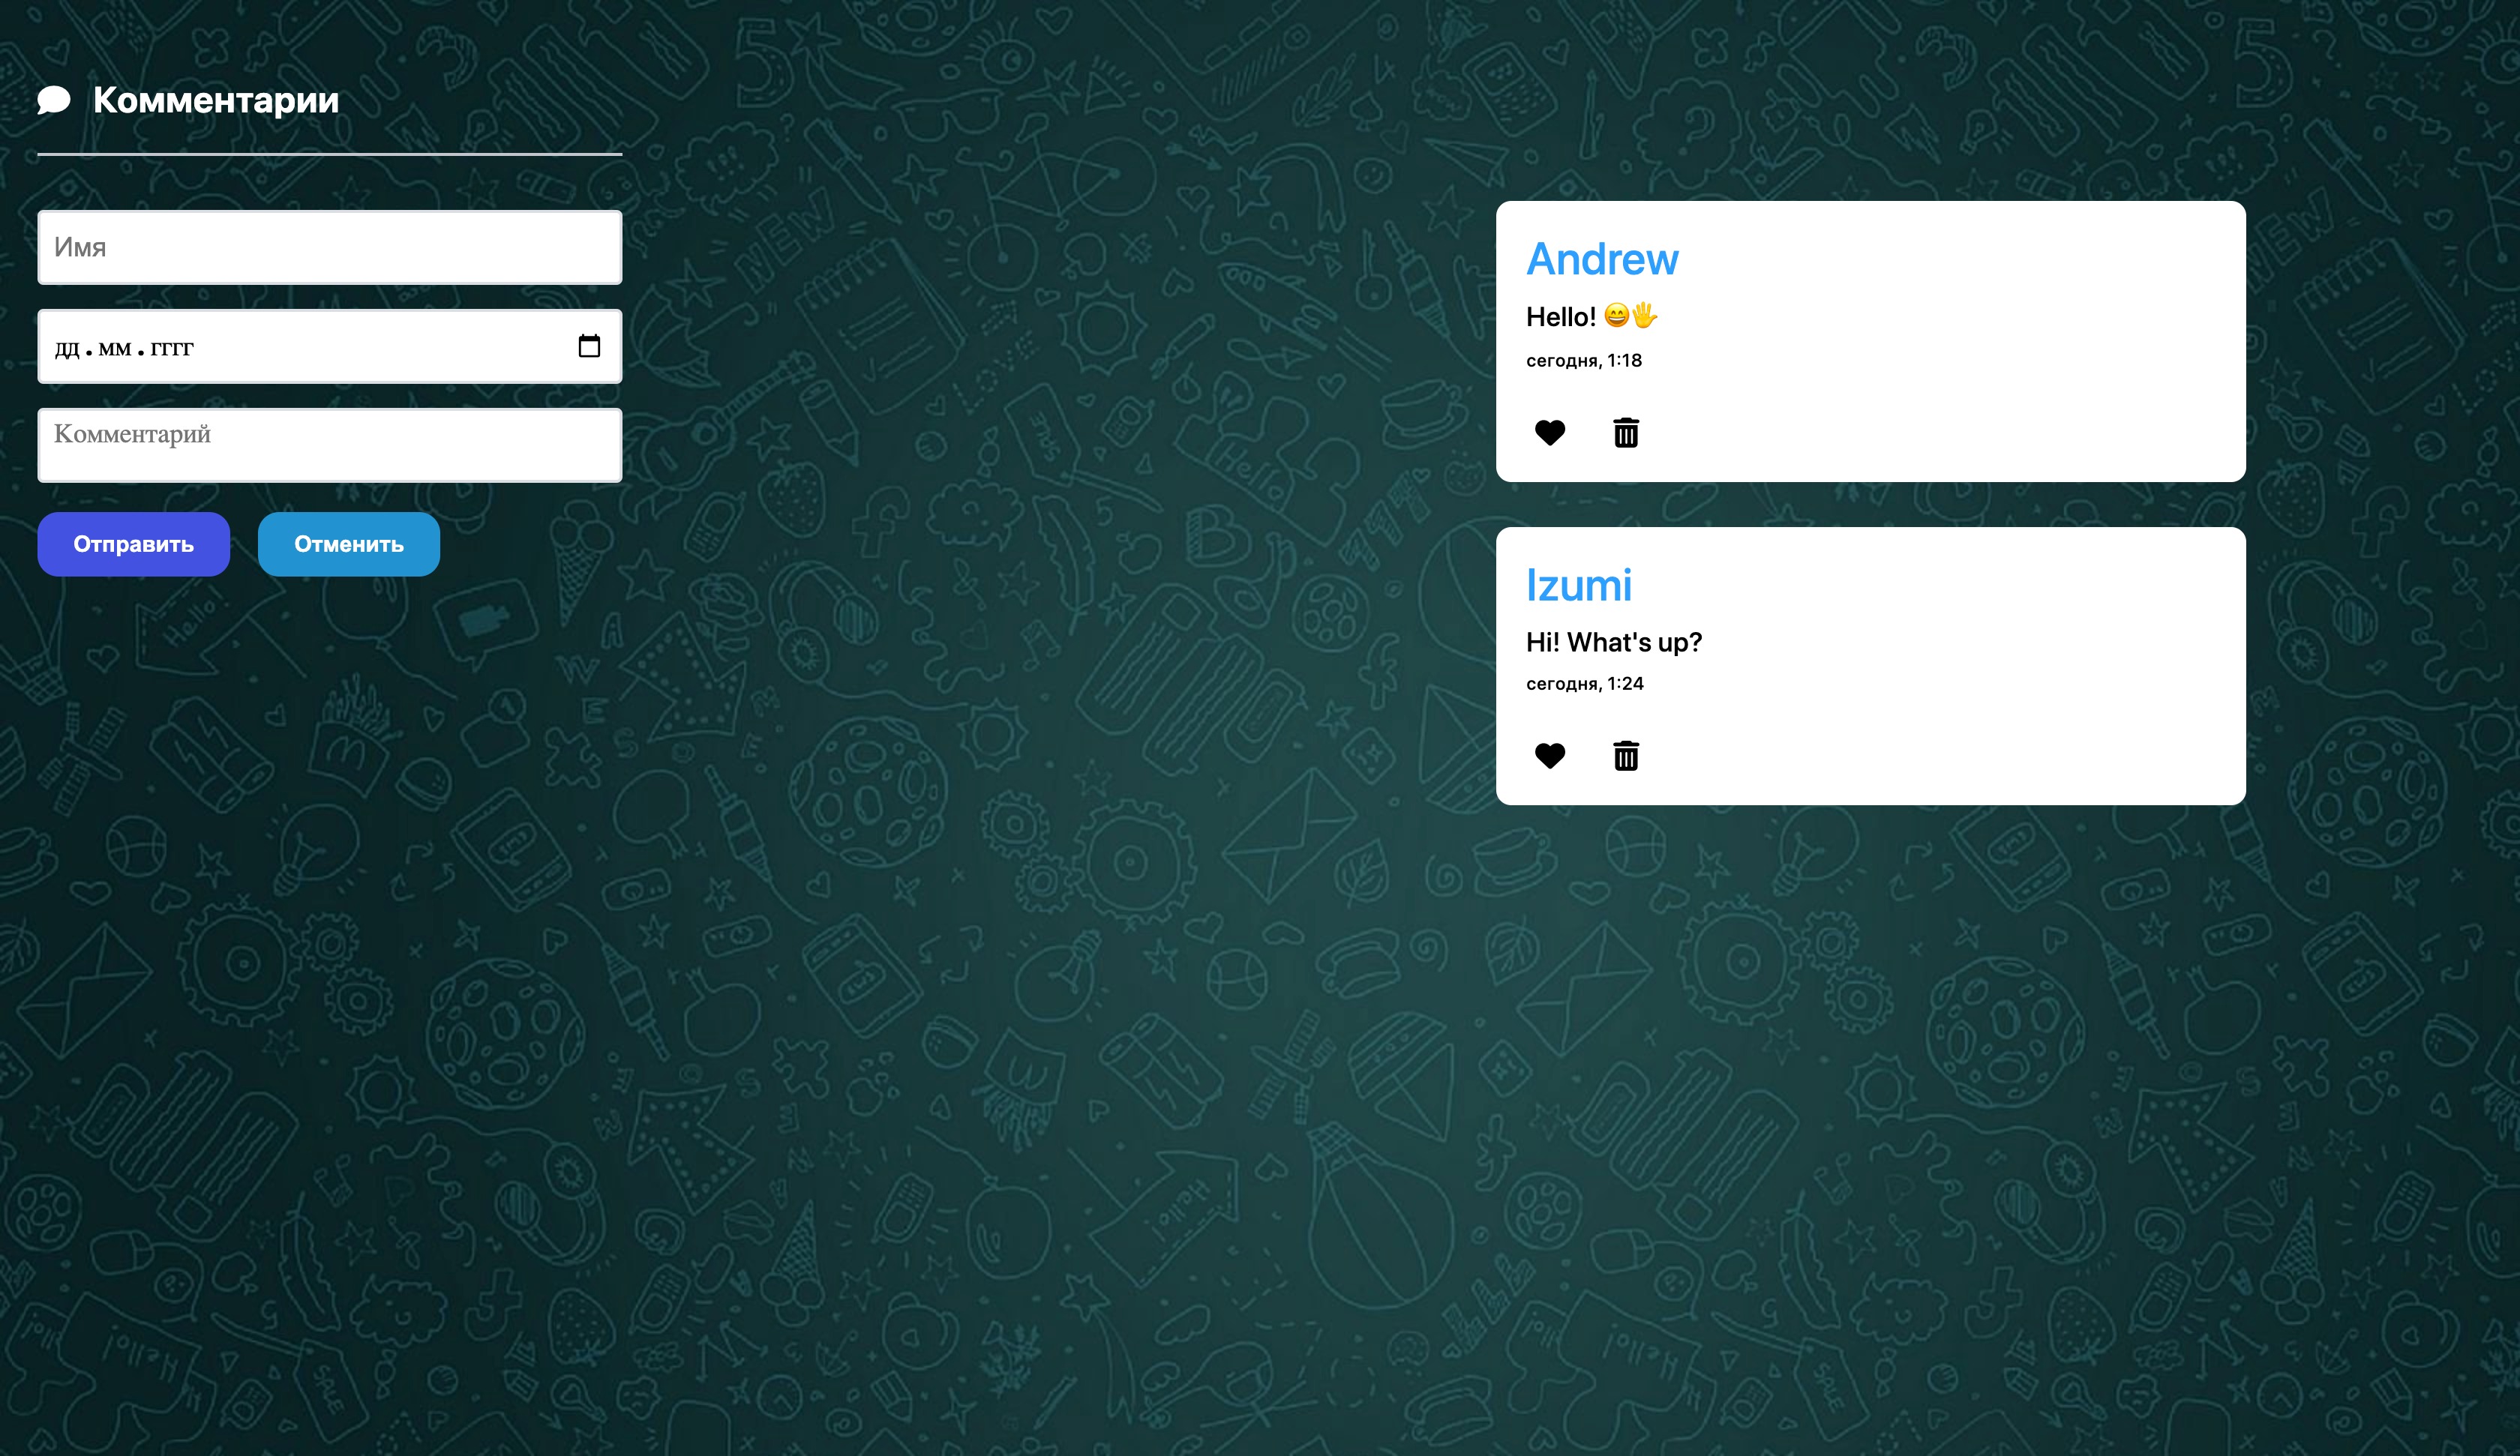 Комментарии
Имя
дд.мм.гггг
Комментарий
Отправить
Отменить
Andrew
Hello! 😄🖐
сегодня, 1:18
Izumi
Hi! What's up?
сегодня, 1:24